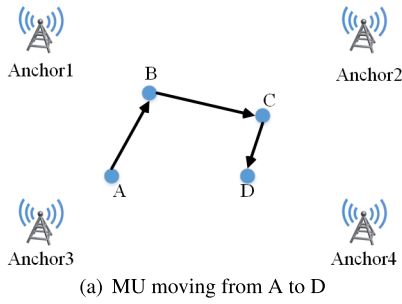 Anchor1
Anchor2
B
C
A
D
Anchor3
Anchor4
(a) MU moving from A to D